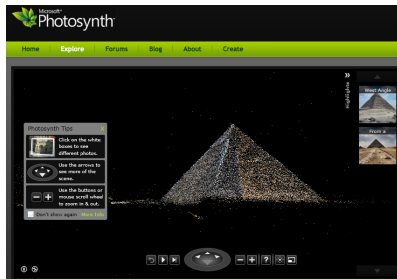 Microsoft
Photosynth
Home Explore Forums Blog About Create
Highlights
West Angle
From a
Photosynth Tips
Click on the white
boxes to see
different photos.
Use the arrows to
see more of the
scene.
Use the buttons or
mouse scroll wheel
to zoom in & out.
Don't show again More Info